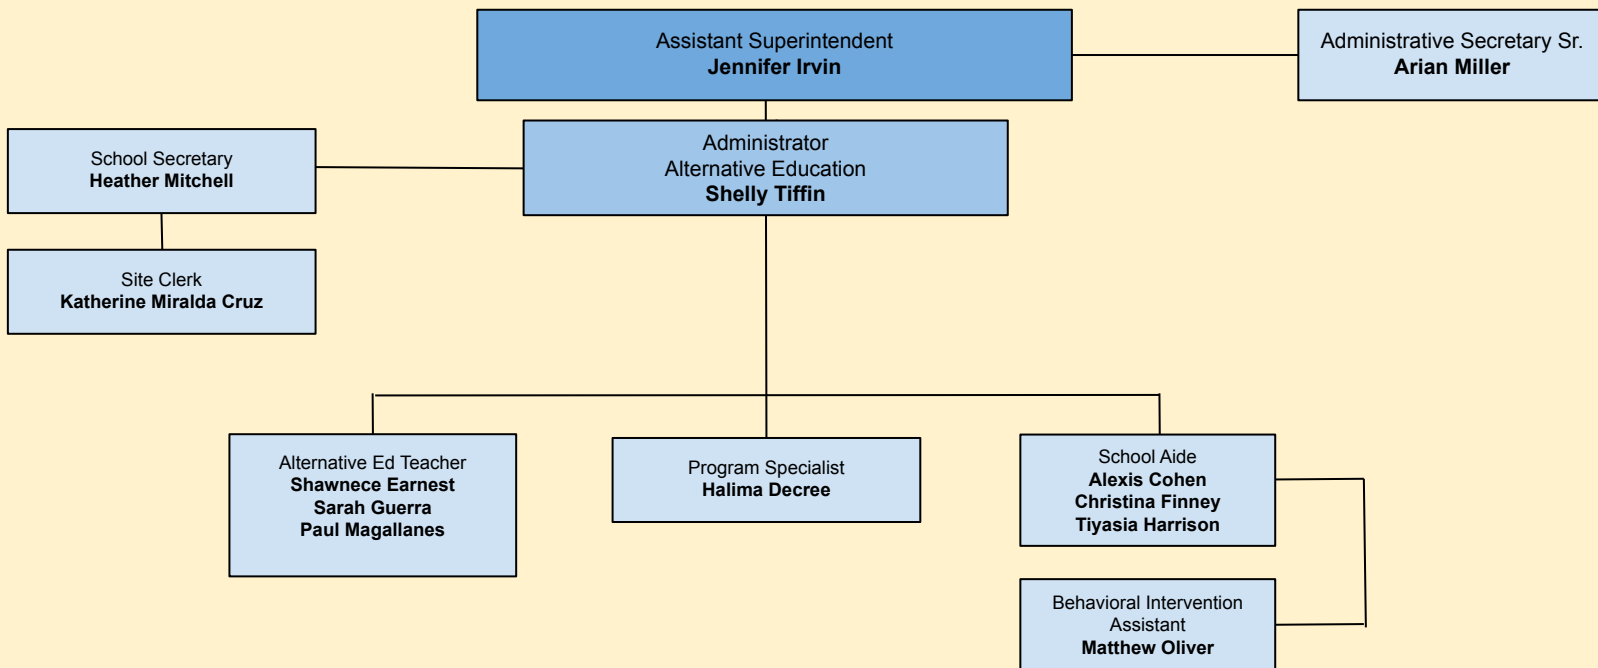 Assistant Superintendent
Jennifer Irvin
Administrative Secretary Sr.
Arian Miller
School Secretary
Heather Mitchell
Administrator
Alternative Education
Shelly Tiffin
Site Clerk
Katherine Miralda Cruz
Alternative Ed Teacher
Shawnece Earnest
Sarah Guerra
Paul Magallanes
Program Specialist
Halima Decree
School Aide
Alexis Cohen
Christina Finney
Tiyasia Harrison
Behavioral Intervention
Assistant
Matthew Oliver